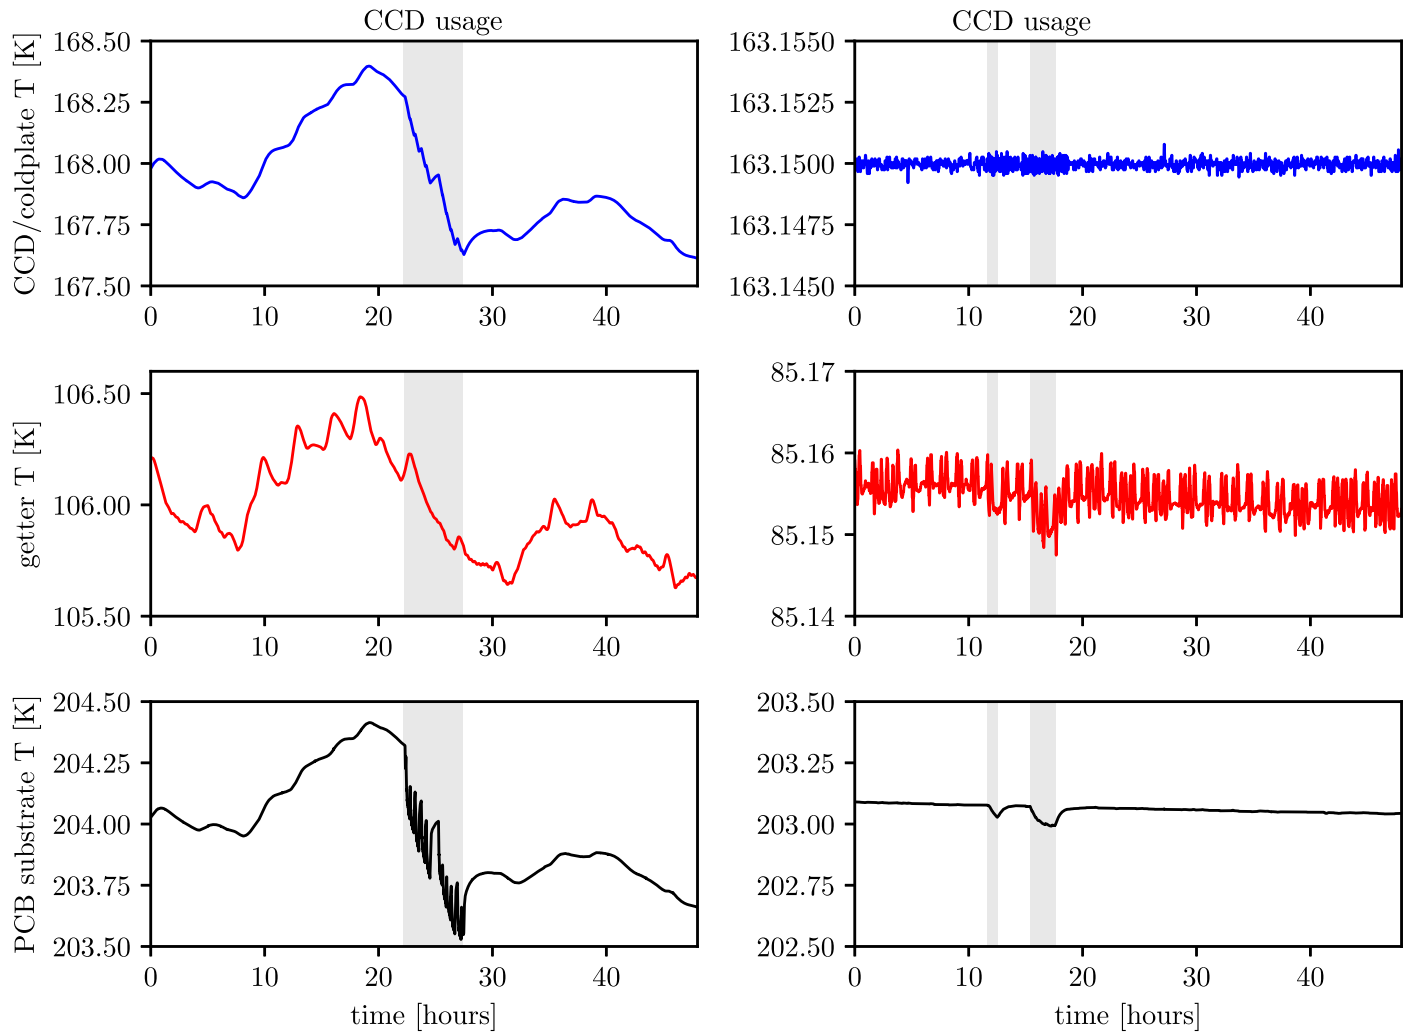 CCD usage
CCD/coldplate T [K]
168.50
168.25
168.00
167.75
167.50
0 10 20 30 40
CCD usage
163.1550
163.1525
163.1500
163.1475
163.1450
0 10 20 30 40
getter T [K]
106.50
106.00
105.50
0 10 20 30 40
85.17
85.16
85.15
85.14
0 10 20 30 40
PCB substrate T [K]
204.50
204.25
204.00
203.75
203.50
0 10 20 30 40
time [hours]
203.50
203.25
203.00
202.75
202.50
0 10 20 30 40
time [hours]